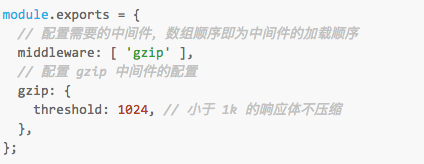 module.exports = {
  // 配置需要的中间件，数组顺序即为中间件的加载顺序
  middleware: [ 'gzip' ],
  // 配置 gzip 中间件的配置
  gzip: {
    threshold: 1024, // 小于 1k 的响应体不压缩
  },
};